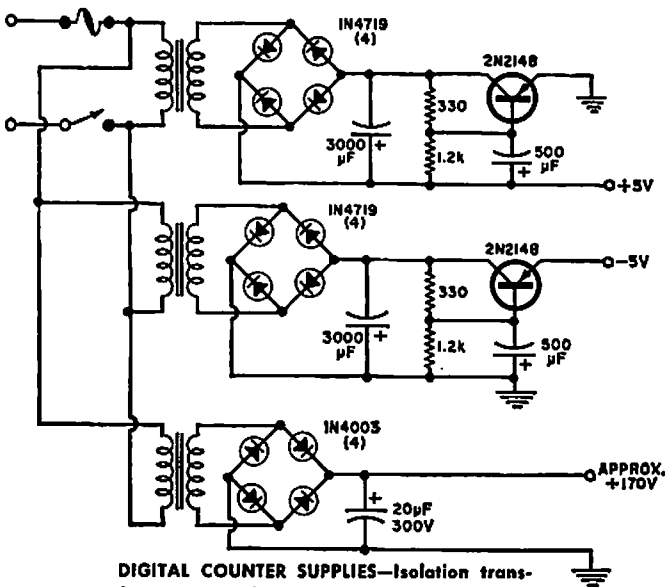 1N4719
(4)
2N2148
330
3000
µF
+
1.2k
500
µF
+
+5V
1N4719
(4)
2N2148
-5V
330
3000
µF
+
1.2k
500
µF
+
1N4003
(4)
APPROX.
+170V
+
20µF
300V
DIGITAL COUNTER SUPPLIES—Isolation trans-